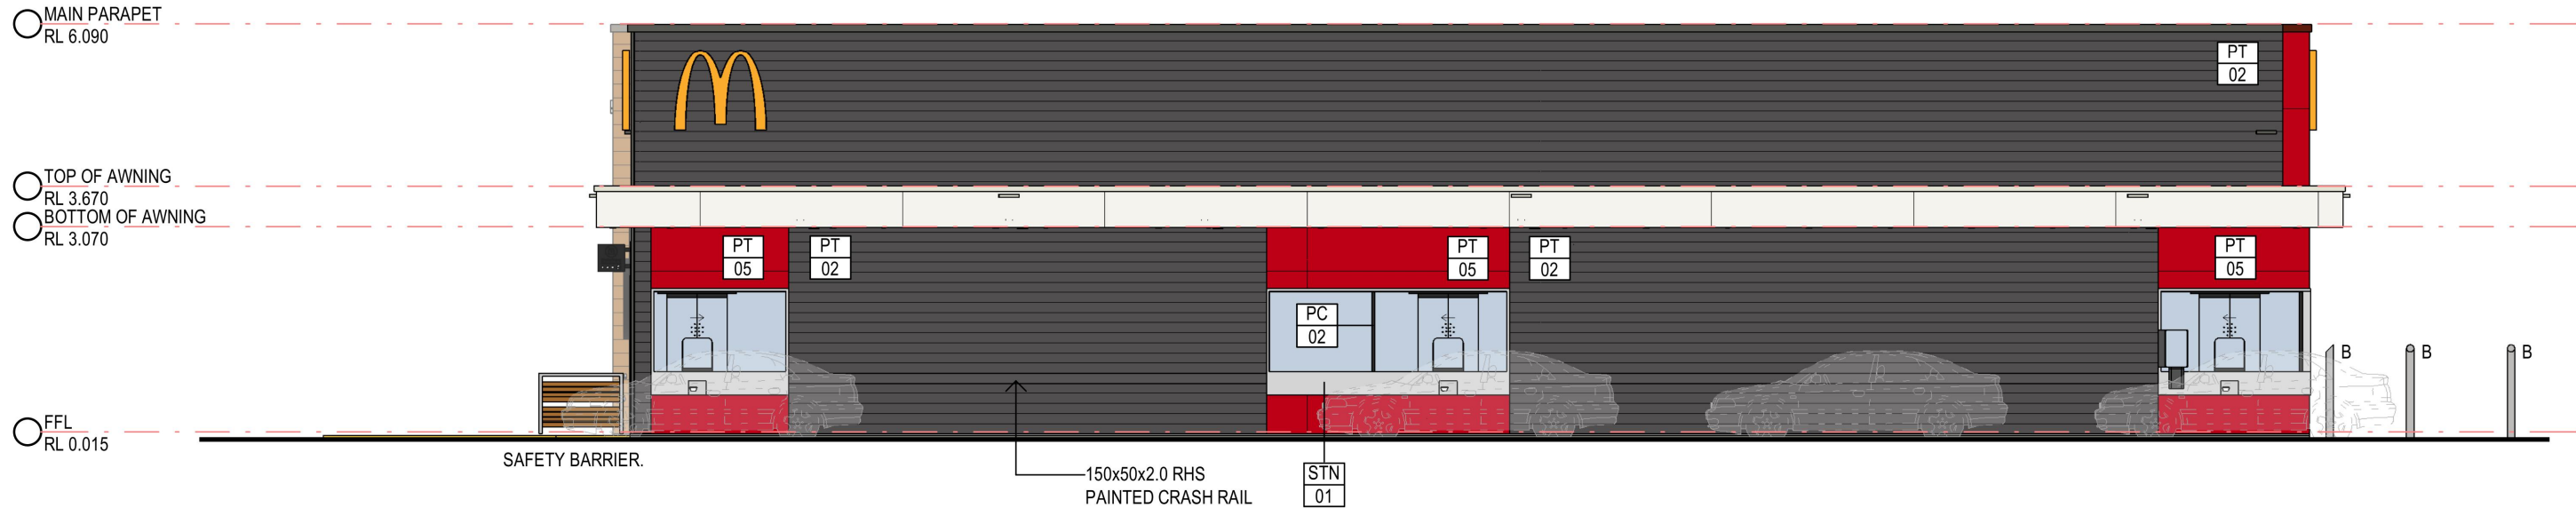 MAIN PARAPET
RL 6.090
PT
02
TOP OF AWNING
RL 3.670
BOTTOM OF AWNING
RL 3.070
PT
05
PT
02
PT
05
PT
02
PT
05
PC
02
B
B
B
FFL
RL 0.015
SAFETY BARRIER.
150x50x2.0 RHS
PAINTED CRASH RAIL
STN
01